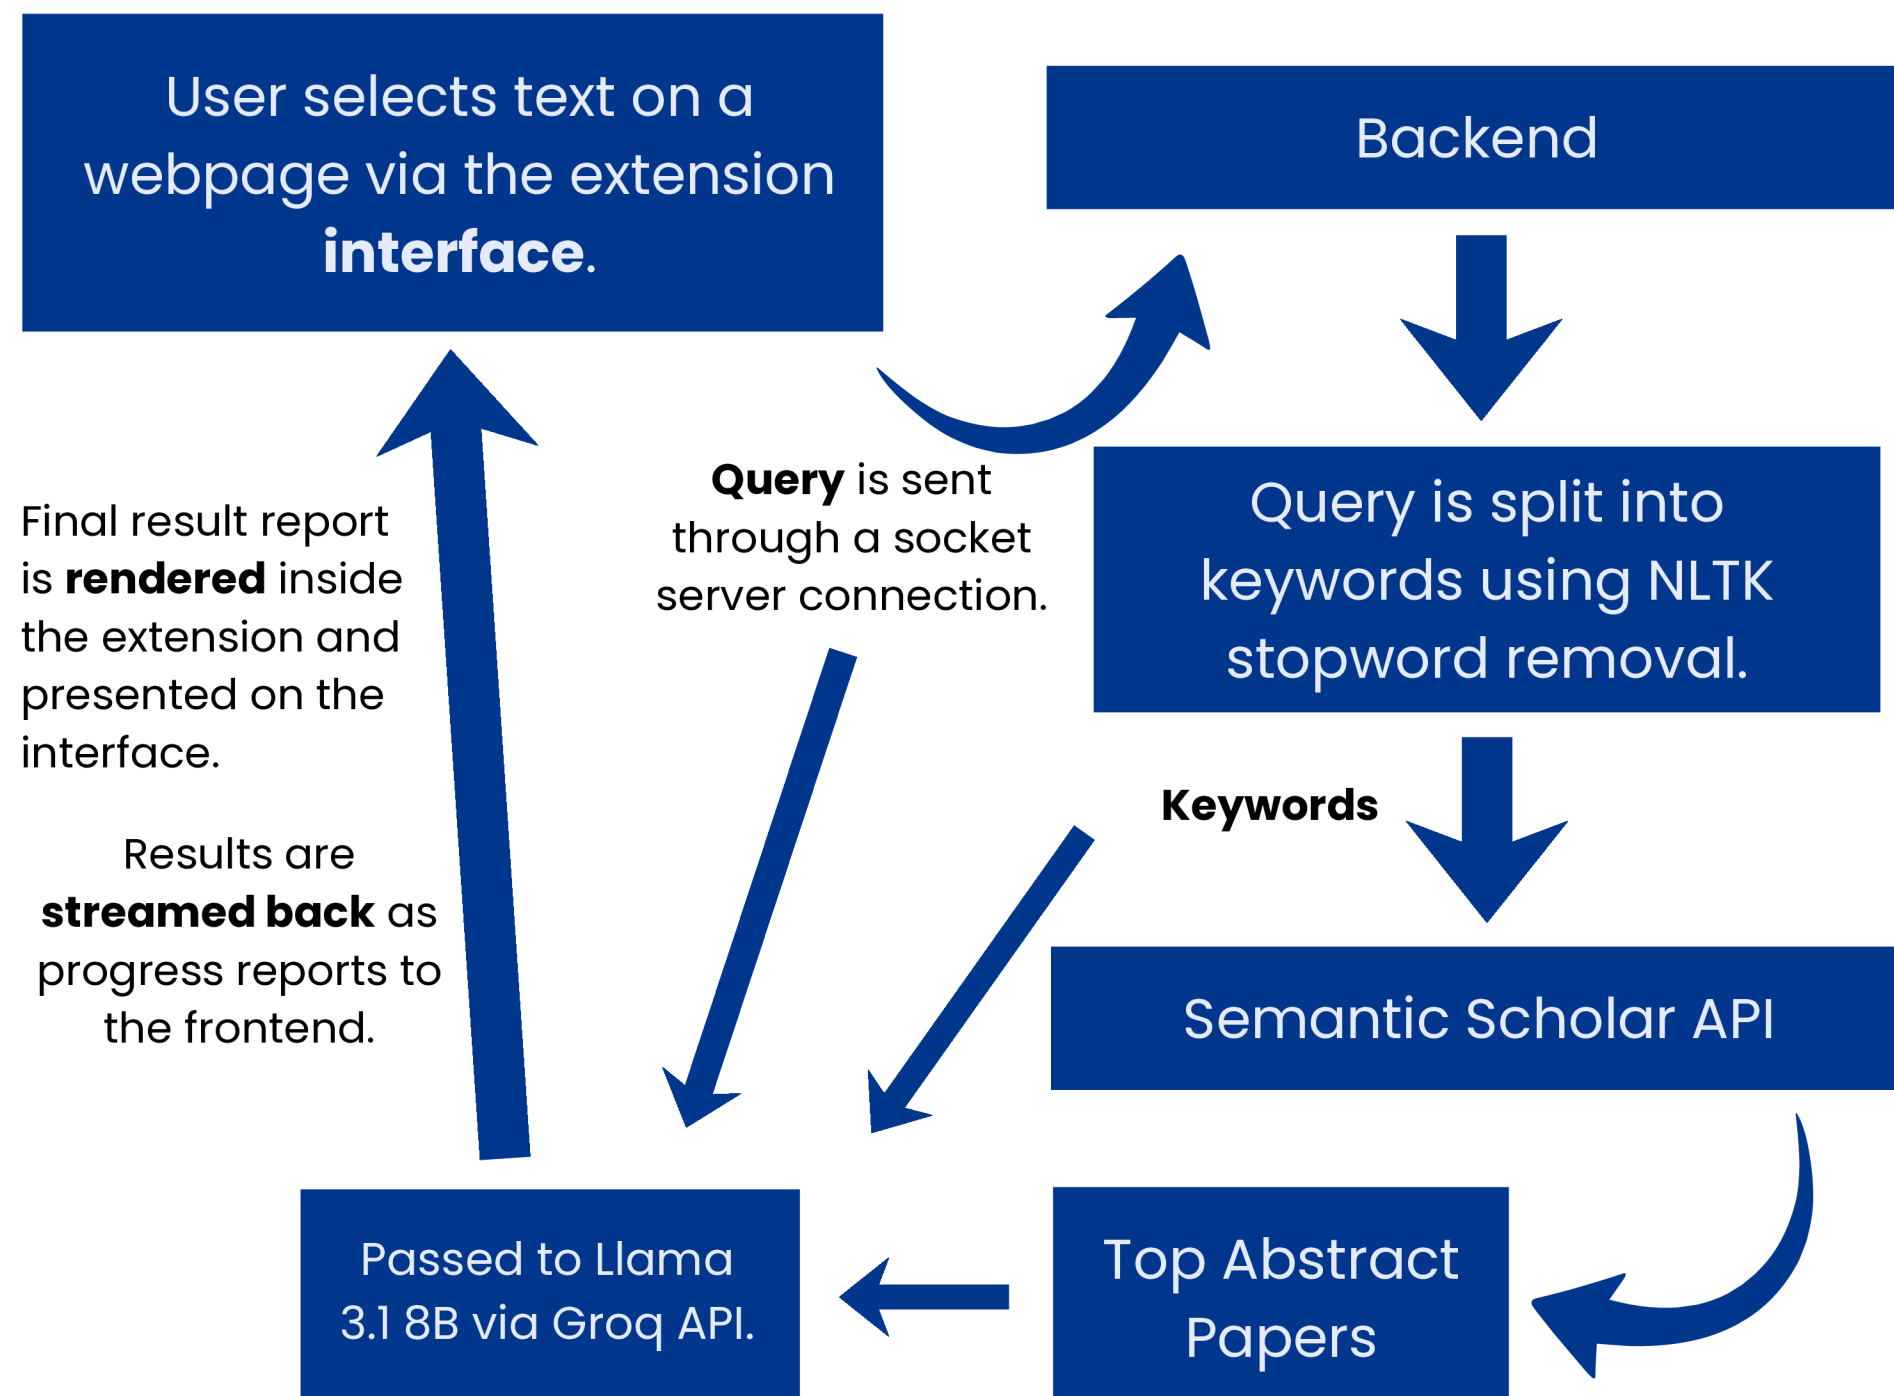 User selects text on a
webpage via the extension
interface.
Backend
Query is sent
through a socket
server connection.
Query is split into
keywords using NLTK
stopword removal.
Keywords
Semantic Scholar API
Top Abstract
Papers
Passed to Llama
3.1 8B via Groq API.
Results are
streamed back as
progress reports to
the frontend.
Final result report
is rendered inside
the extension and
presented on the
interface.